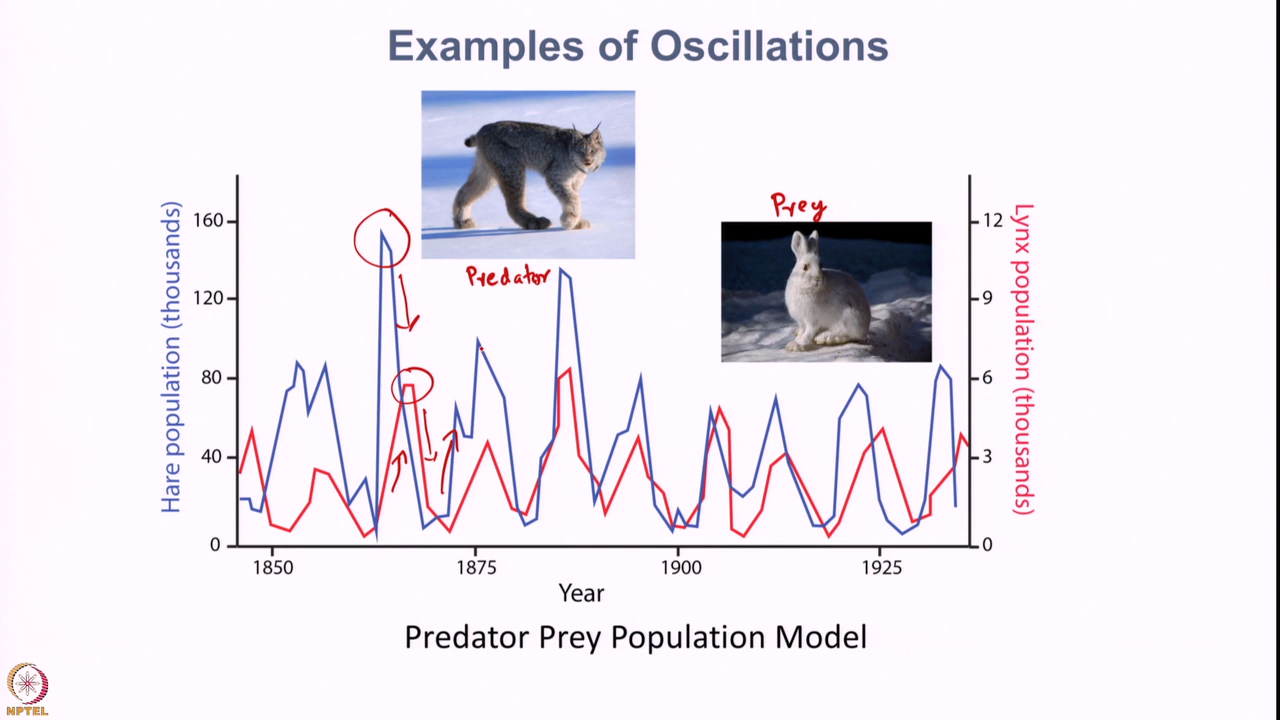 Examples of Oscillations
Prey
Predator
Hare population (thousands)
160
120
80
40
0
12
9
6
3
0
Lynx population (thousands)
1850
1875
1900
1925
Year
Predator Prey Population Model
NPTEL